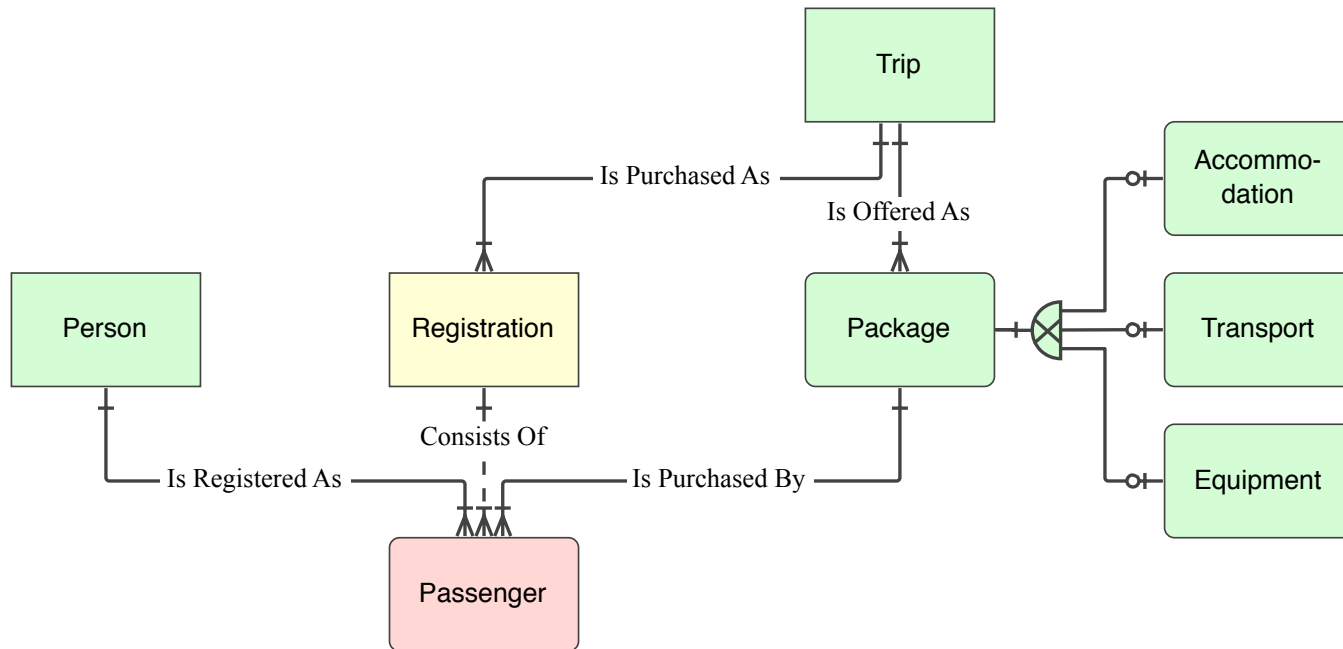 Trip
Accommo-
dation
Is Purchased As
Is Offered As
Person
Registration
Package
Transport
Consists Of
Is Registered As
Is Purchased By
Equipment
Passenger